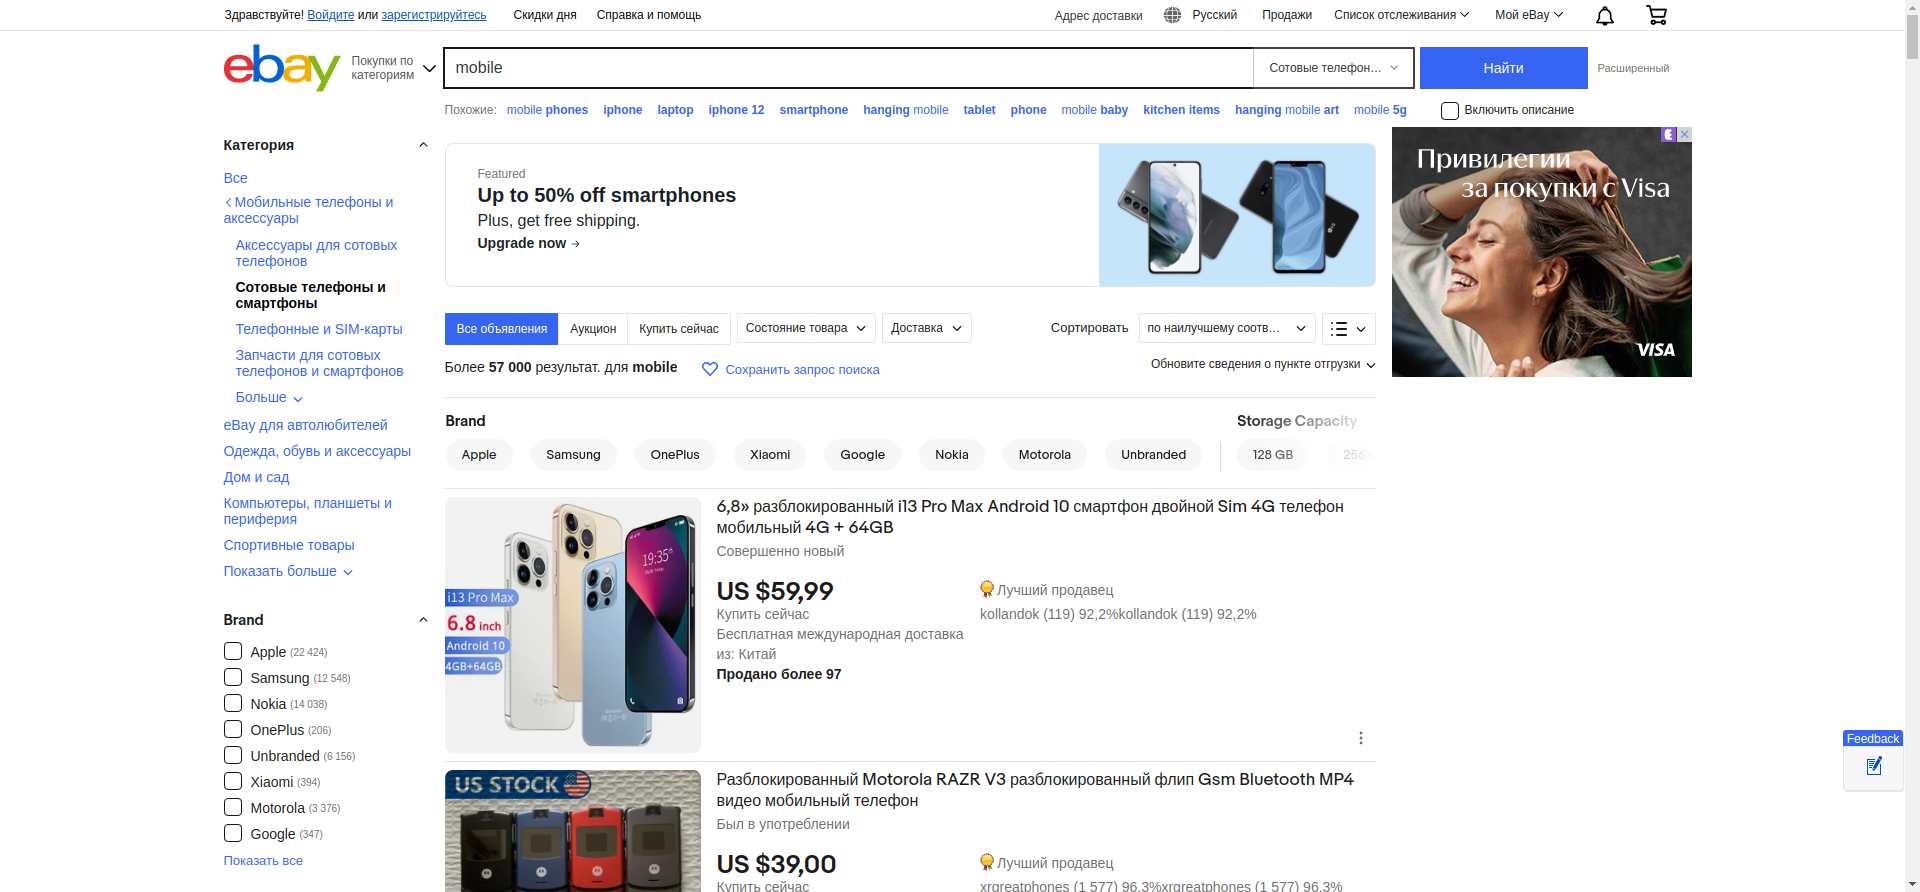 Здравствуйте! Войдите или зарегистрируйтесь Скидки дня Справка и помощь Адрес доставки Русский Продажи Список отслеживания Мой eBay
ebay Покупки по категориям mobile Сотовые телефон... Найти Расширенный
Похожие: mobile phones iphone laptop iphone 12 smartphone hanging mobile tablet phone mobile baby kitchen items hanging mobile art mobile 5g Включить описание
Категория
Все
Мобильные телефоны и
аксессуары
Аксессуары для сотовых
телефонов
Сотовые телефоны и
смартфоны
Телефонные и SIM-карты
Запчасти для сотовых
телефонов и смартфонов
Больше
eBay для автолюбителей
Одежда, обувь и аксессуары
Дом и сад
Компьютеры, планшеты и
периферия
Спортивные товары
Показать больше
Brand
Apple (22 424)
Samsung (12 548)
Nokia (14 038)
OnePlus (206)
Unbranded (6 156)
Xiaomi (394)
Motorola (3 376)
Google (347)
Показать все
Featured
Up to 50% off smartphones
Plus, get free shipping.
Upgrade now →
Привилегии
за покупки с Visa
VISA
Все объявления Аукцион Купить сейчас Состояние товара Доставка Сортировать по наилучшему соотв...
Более 57 000 результат. для mobile Сохранить запрос поиска Обновите сведения о пункте отгрузки
Brand Storage Capacity
Apple Samsung OnePlus Xiaomi Google Nokia Motorola Unbranded 128 GB 256
i13 Pro Max
6.8 inch
Android 10
4GB+64GB
19:35
6,8» разблокированный i13 Pro Max Android 10 смартфон двойной Sim 4G телефон
мобильный 4G + 64GB
Совершенно новый
US $59,99
Купить сейчас
Бесплатная международная доставка
из: Китай
Продано более 97
Лучший продавец
kollandok (119) 92,2%kollandok (119) 92,2%
US STOCK
Разблокированный Motorola RAZR V3 разблокированный флип Gsm Bluetooth MP4
видео мобильный телефон
Был в употреблении
US $39,00
Купить сейчас
Лучший продавец
xrgreatphones (1 577) 96,3%xrgreatphones (1 577) 96,3%
Feedback